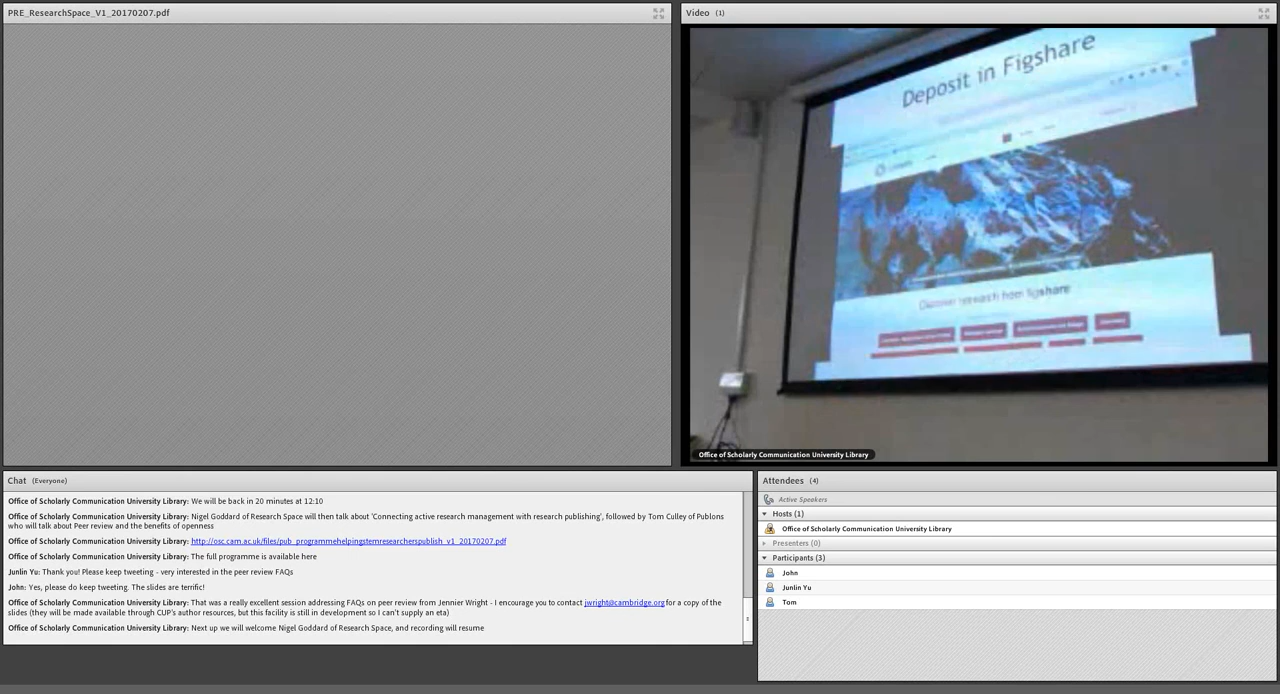 PRE_ResearchSpace_V1_20170207.pdf
Video (1)
Deposit in Figshare
Discover research from figshare
Office of Scholarly Communication University Library
Chat (Everyone)
Office of Scholarly Communication University Library: We will be back in 20 minutes at 12:10
Office of Scholarly Communication University Library: Nigel Goddard of Research Space will then talk about 'Connecting active research management with research publishing', followed by Tom Culley of Publons
who will talk about Peer review and the benefits of openness
Office of Scholarly Communication University Library: http://osc.cam.ac.uk/files/pub_programmehelpingstemresearcherspublish_v1_20170207.pdf
Office of Scholarly Communication University Library: The full programme is available here
Junlin Yu: Thank you! Please keep tweeting - very interested in the peer review FAQs
John: Yes, please do keep tweeting. The slides are terrific!
Office of Scholarly Communication University Library: That was a really excellent session addressing FAQs on peer review from Jennier Wright - I encourage you to contact jwright@cambridge.org for a copy of the
slides (they will be made available through CUP's author resources, but this facility is still in development so I can't supply an eta)
Office of Scholarly Communication University Library: Next up we will welcome Nigel Goddard of Research Space, and recording will resume
Attendees (4)
Active Speakers
Hosts (1)
Office of Scholarly Communication University Library
Presenters (0)
Participants (3)
John
Junlin Yu
Tom